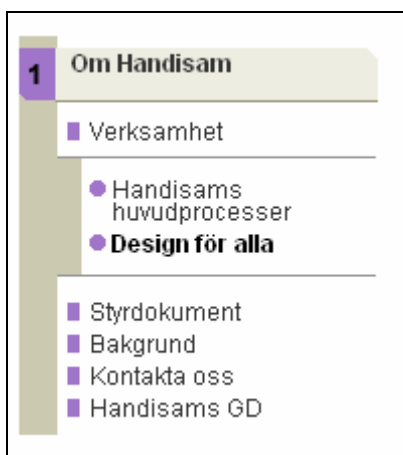 1 Om Handisam
Verksamhet
Handisams
huvudprocesser
Design för alla
Styrdokument
Bakgrund
Kontakta oss
Handisams GD